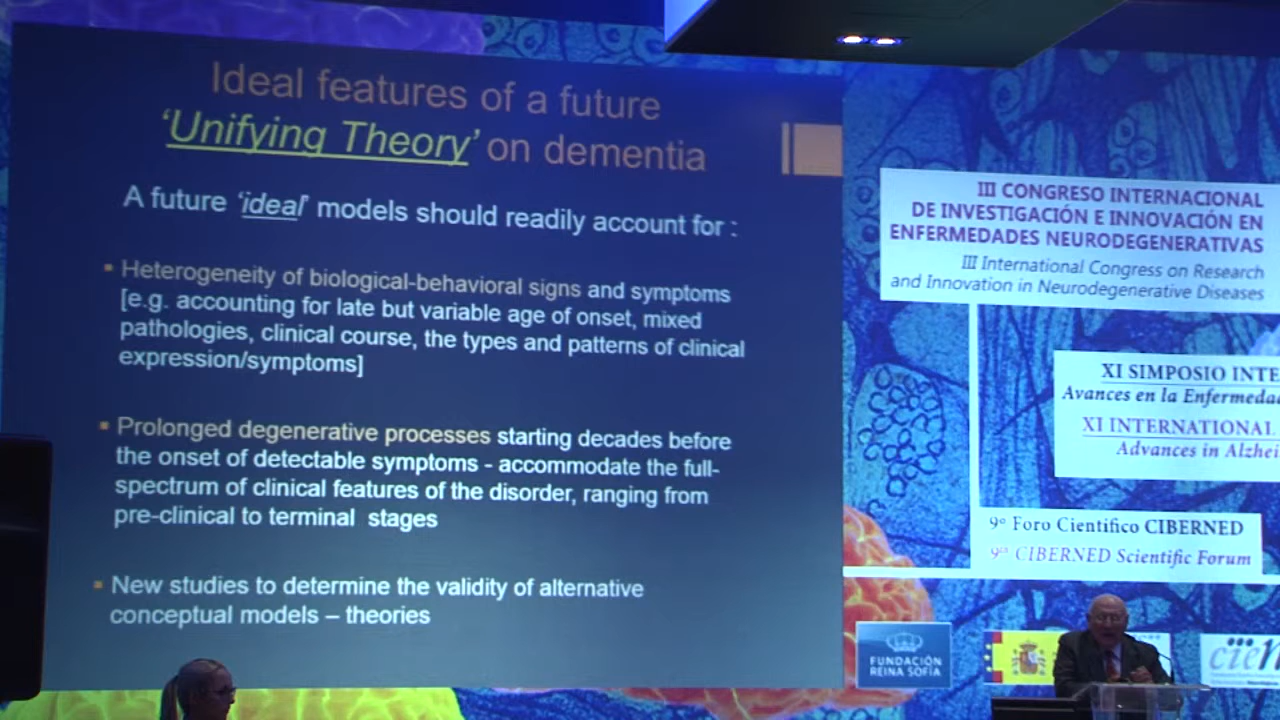 Ideal features of a future
‘Unifying Theory’ on dementia
A future ‘ideal’ models should readily account for :
▪ Heterogeneity of biological-behavioral signs and symptoms
[e.g. accounting for late but variable age of onset, mixed
pathologies, clinical course, the types and patterns of clinical
expression/symptoms]
▪ Prolonged degenerative processes starting decades before
the onset of detectable symptoms - accommodate the full-
spectrum of clinical features of the disorder, ranging from
pre-clinical to terminal stages
▪ New studies to determine the validity of alternative
conceptual models – theories
III CONGRESO INTERNACIONAL
DE INVESTIGACIÓN E INNOVACIÓN EN
ENFERMEDADES NEURODEGENERATIVAS
III International Congress on Research
and Innovation in Neurodegenerative Diseases
XI SIMPOSIO INTE
Avances en la Enfermeda
XI INTERNATIONAL
Advances in Alzhei
9º Foro Científico CIBERNED
9th CIBERNED Scientific Forum
FUNDACIÓN
REINA SOFÍA
cien